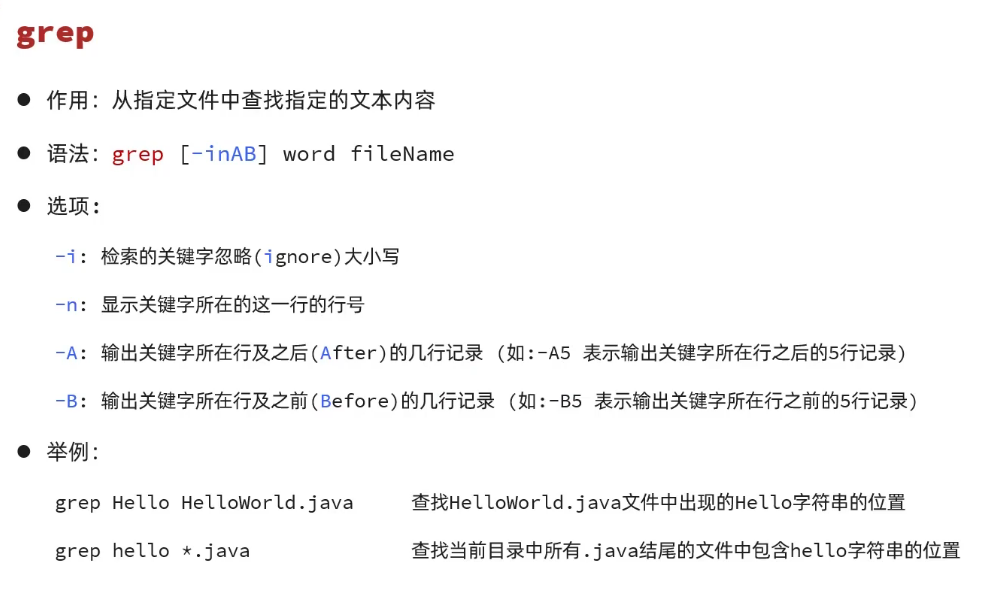 grep
● 作用：从指定文件中查找指定的文本内容
● 语法：grep [-inAB] word fileName
● 选项:
-i: 检索的关键字忽略(ignore)大小写
-n: 显示关键字所在的这一行的行号
-A: 输出关键字所在行及之后(After)的几行记录 (如:-A5 表示输出关键字所在行之后的5行记录)
-B: 输出关键字所在行及之前(Before)的几行记录 (如:-B5 表示输出关键字所在行之前的5行记录)
● 举例：
grep Hello HelloWorld.java 查找HelloWorld.java文件中出现的Hello字符串的位置
grep hello *.java 查找当前目录中所有.java结尾的文件中包含hello字符串的位置